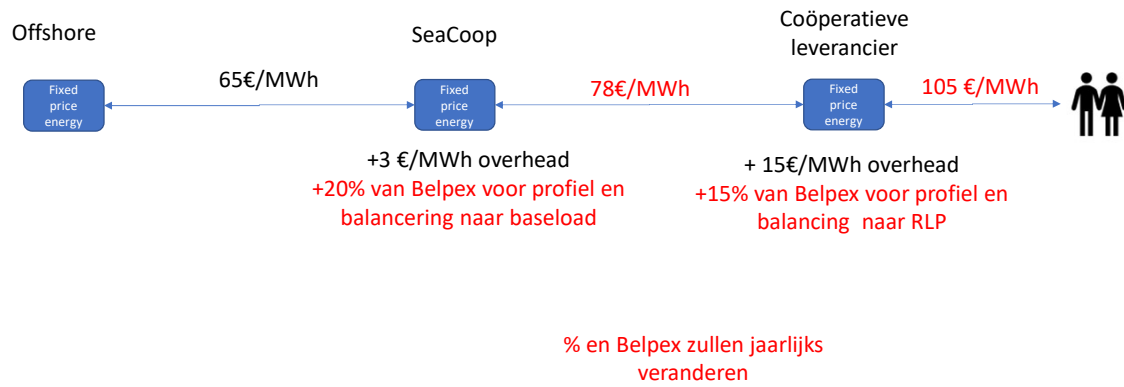 Offshore
SeaCoop
Coöperatieve
leverancier
65€/MWh
78€/MWh
105 €/MWh
Fixed
price
energy
Fixed
price
energy
Fixed
price
energy
+3 €/MWh overhead
+20% van Belpex voor profiel en
balancering naar baseload
+ 15€/MWh overhead
+15% van Belpex voor profiel en
balancing  naar RLP
% en Belpex zullen jaarlijks
veranderen